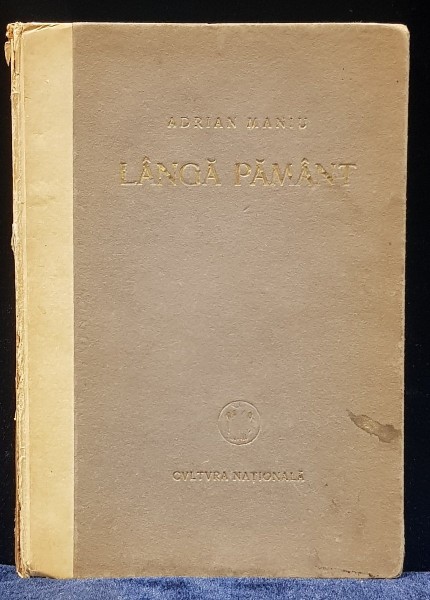 ADRIAN MANIU
LÂNGĂ PĂMÂNT
CVLTVRA NAȚIONALĂ